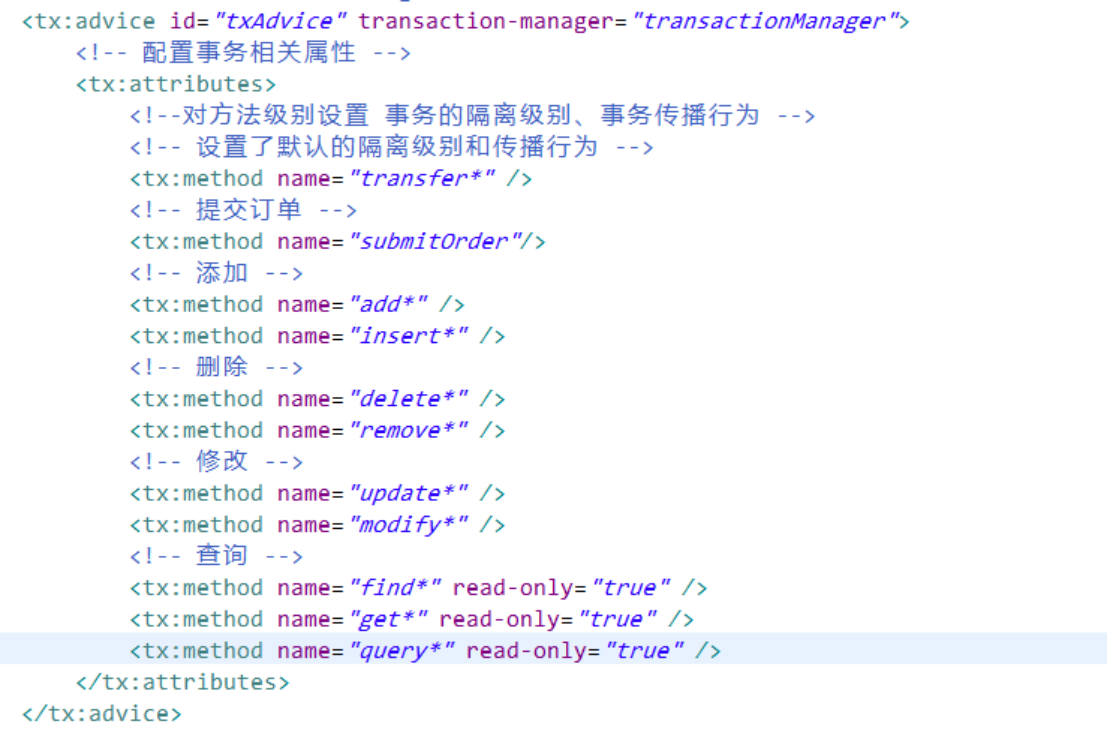 <tx:advice id="txAdvice" transaction-manager="transactionManager">
<!-- 配置事务相关属性 -->
<tx:attributes>
<!--对方法级别设置 事务的隔离级别、事务传播行为 -->
<!-- 设置了默认的隔离级别和传播行为 -->
<tx:method name="transfer*" />
<!-- 提交订单 -->
<tx:method name="submitOrder"/>
<!-- 添加 -->
<tx:method name="add*" />
<tx:method name="insert*" />
<!-- 删除 -->
<tx:method name="delete*" />
<tx:method name="remove*" />
<!-- 修改 -->
<tx:method name="update*" />
<tx:method name="modify*" />
<!-- 查询 -->
<tx:method name="find*" read-only="true" />
<tx:method name="get*" read-only="true" />
<tx:method name="query*" read-only="true" />
</tx:attributes>
</tx:advice>